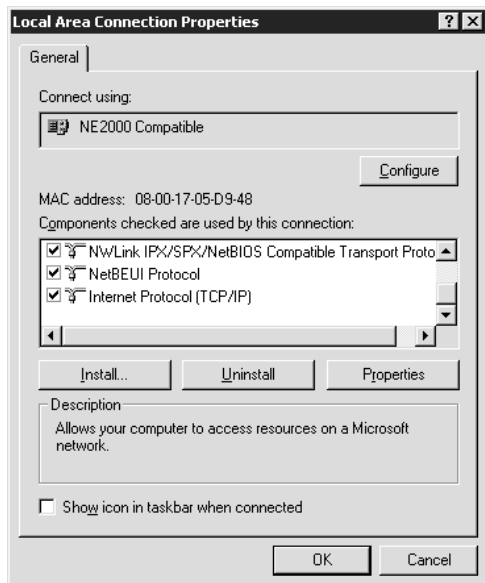 Local Area Connection Properties
General
Connect using:
NE2000 Compatible
Configure
MAC address: 08-00-17-05-D9-48
Components checked are used by this connection:
NWLink IPX/SPX/NetBIOS Compatible Transport Proto
NetBEUI Protocol
Internet Protocol (TCP/IP)
Install... Uninstall Properties
Description
Allows your computer to access resources on a Microsoft
network.
Show icon in taskbar when connected
OK Cancel